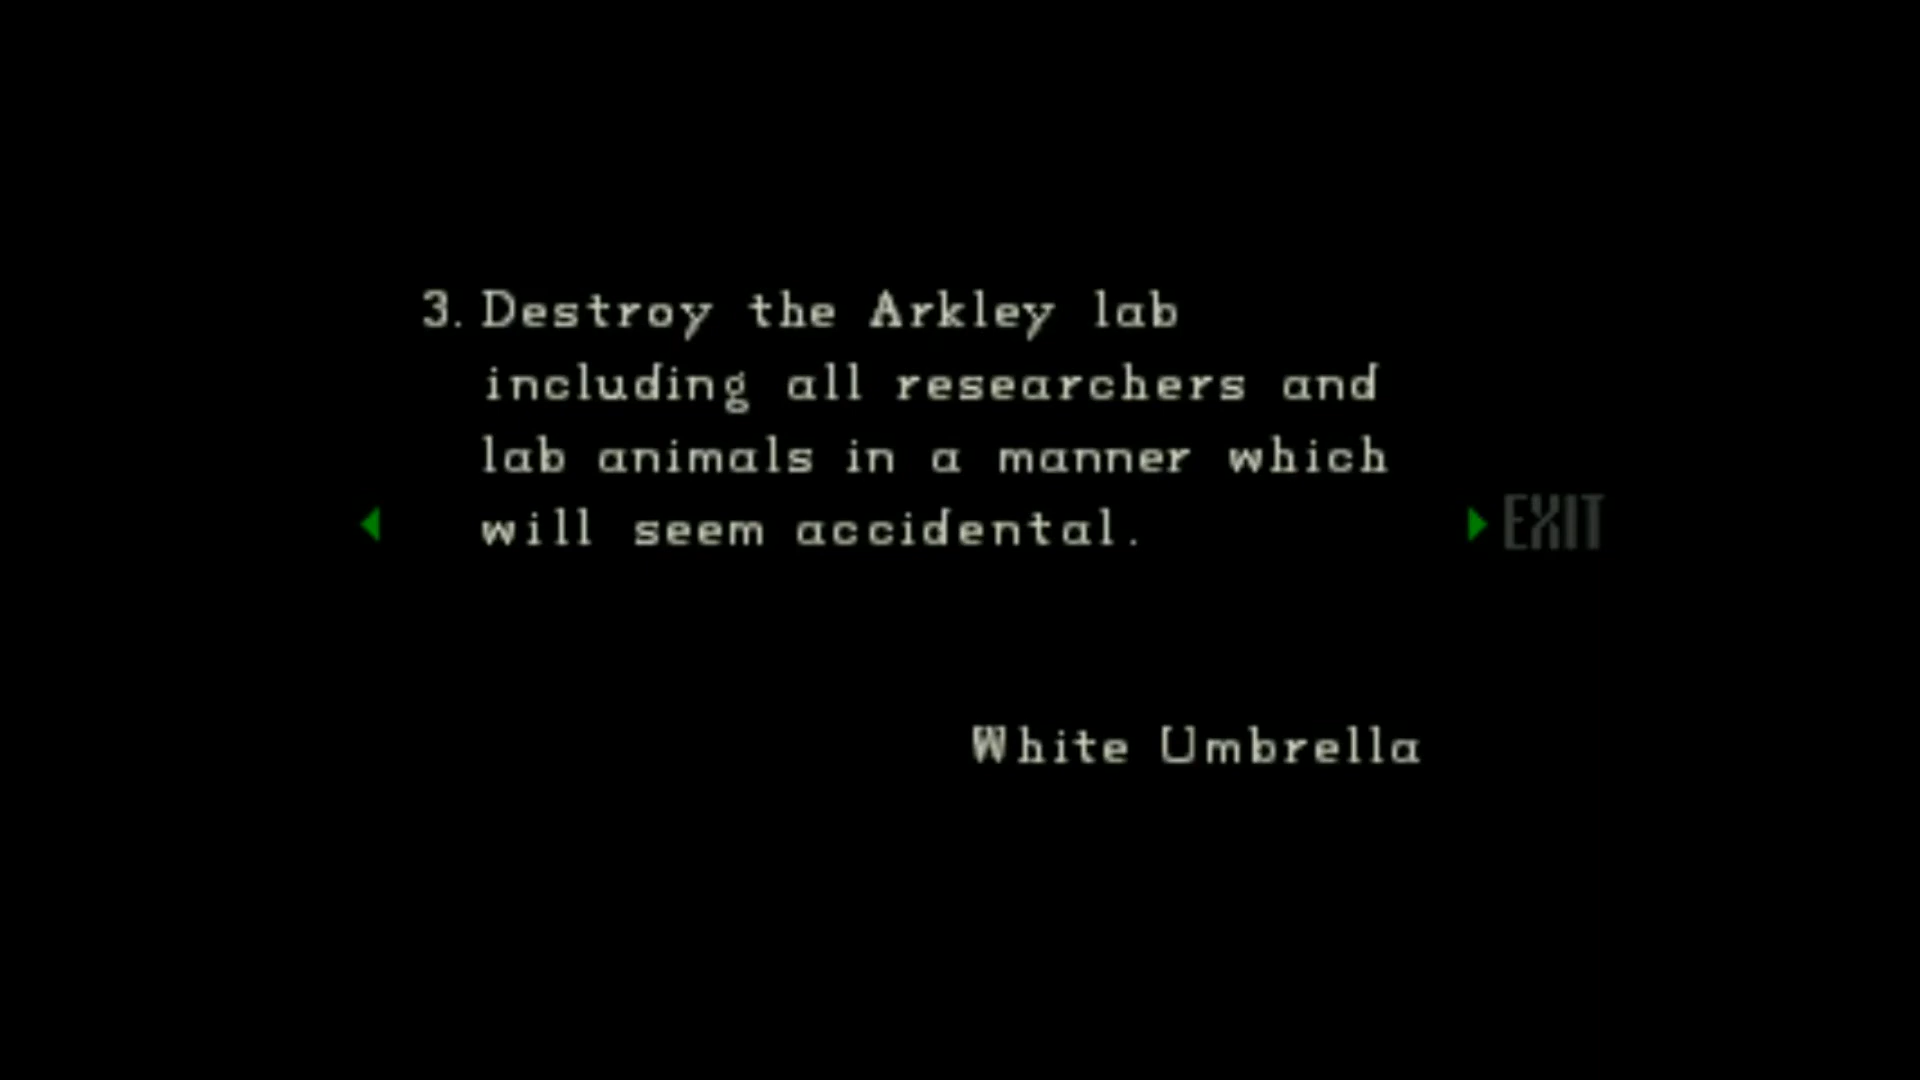 3. Destroy the Arkley lab
including all researchers and
lab animals in a manner which
will seem accidental.
EXIT
White Umbrella